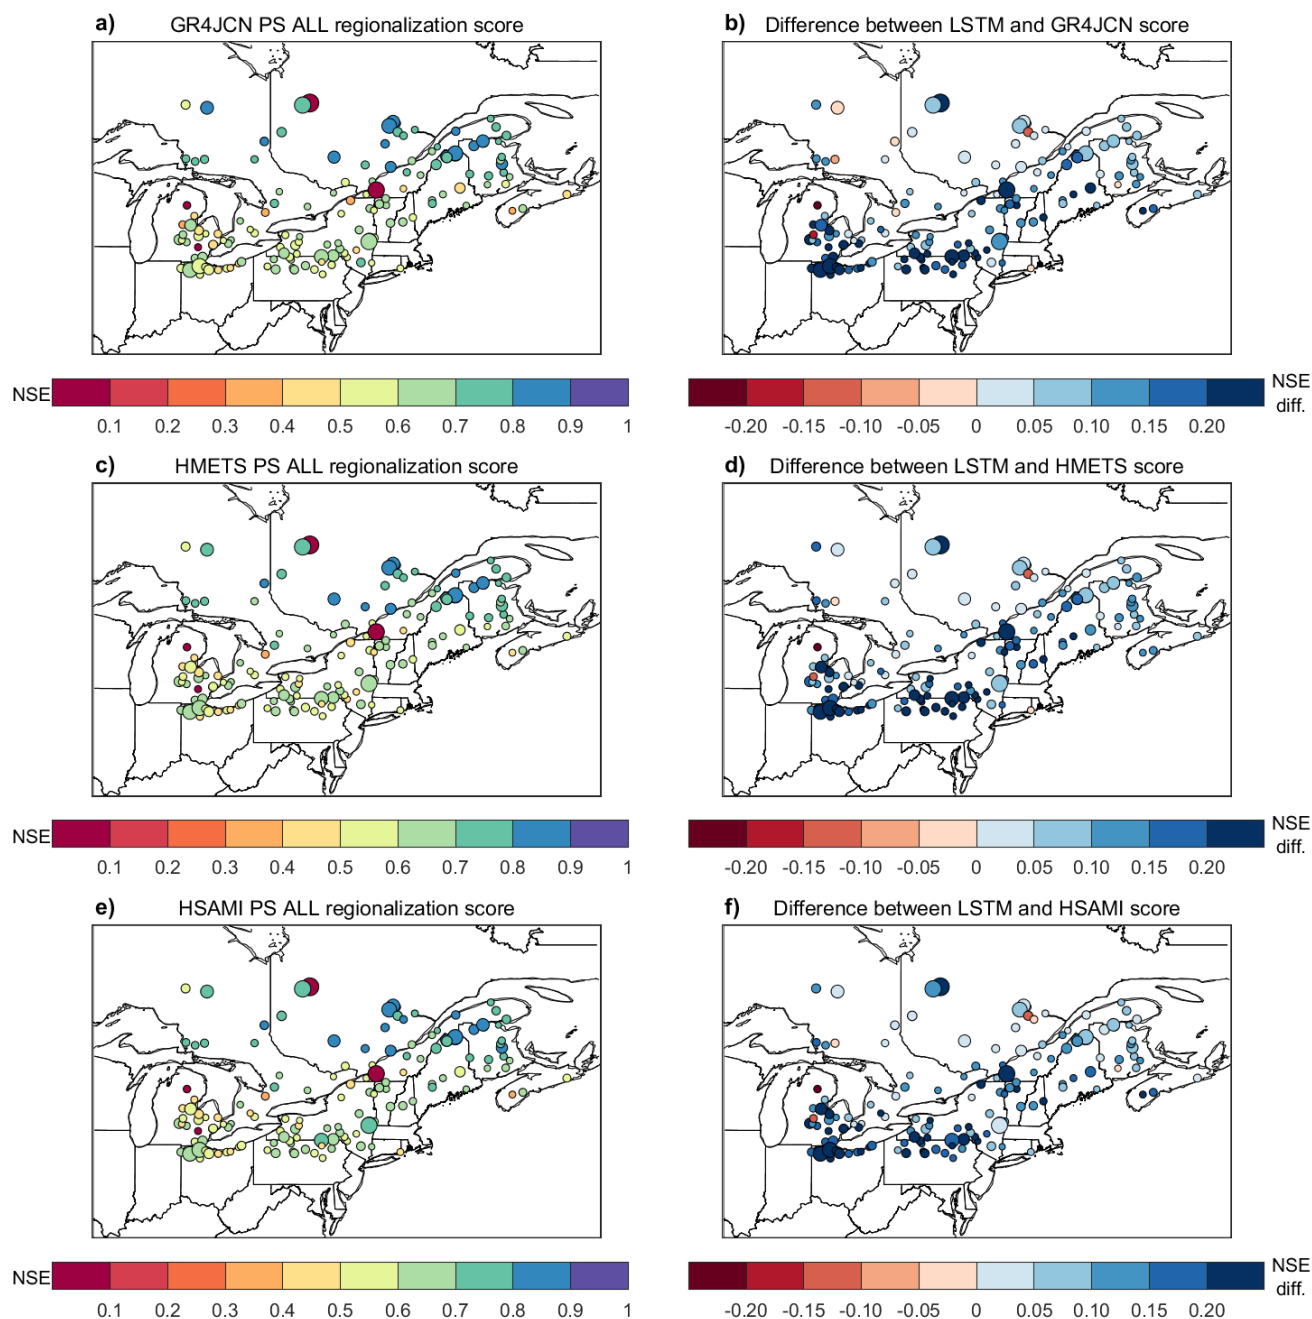 a) GR4JCN PS ALL regionalization score
b) Difference between LSTM and GR4JCN score
NSE
0.1 0.2 0.3 0.4 0.5 0.6 0.7 0.8 0.9 1
NSE diff.
-0.20 -0.15 -0.10 -0.05 0 0.05 0.10 0.15 0.20
c) HMETS PS ALL regionalization score
d) Difference between LSTM and HMETS score
NSE
0.1 0.2 0.3 0.4 0.5 0.6 0.7 0.8 0.9 1
NSE diff.
-0.20 -0.15 -0.10 -0.05 0 0.05 0.10 0.15 0.20
e) HSAMI PS ALL regionalization score
f) Difference between LSTM and HSAMI score
NSE
0.1 0.2 0.3 0.4 0.5 0.6 0.7 0.8 0.9 1
NSE diff.
-0.20 -0.15 -0.10 -0.05 0 0.05 0.10 0.15 0.20